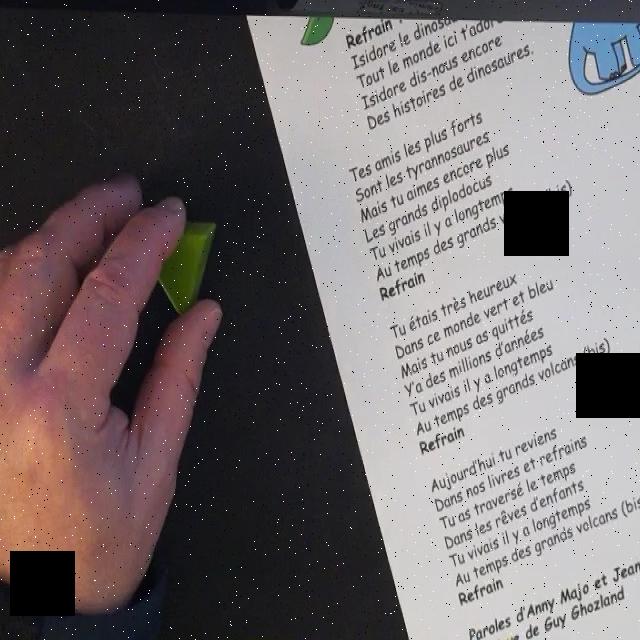 Refrain
Isidore le dinosaure
Tout le monde ici t'adore
Isidore dis-nous encore
Des histoires de dinosaures.
Tes amis les plus forts
Sont les tyrannosaures
Mais tu aimes encore plus
Les grands diplodocus
Tu vivais il y a longtemps
Au temps des grands
Refrain
Tu étais très heureux
Dans ce monde vert et bleu
Mais tu nous as quittés
Y'a des millions d'années
Tu vivais il y a longtemps
Au temps des grands volcans (bis)
Refrain
Aujourd'hui tu reviens
Dans nos livres et refrains
Tu as traversé le temps
Dans les rêves d'enfants
Tu vivais il y a longtemps
Au temps des grands volcans (bis
Refrain
Paroles d'Anny Majo et Jean
de Guy Ghozland